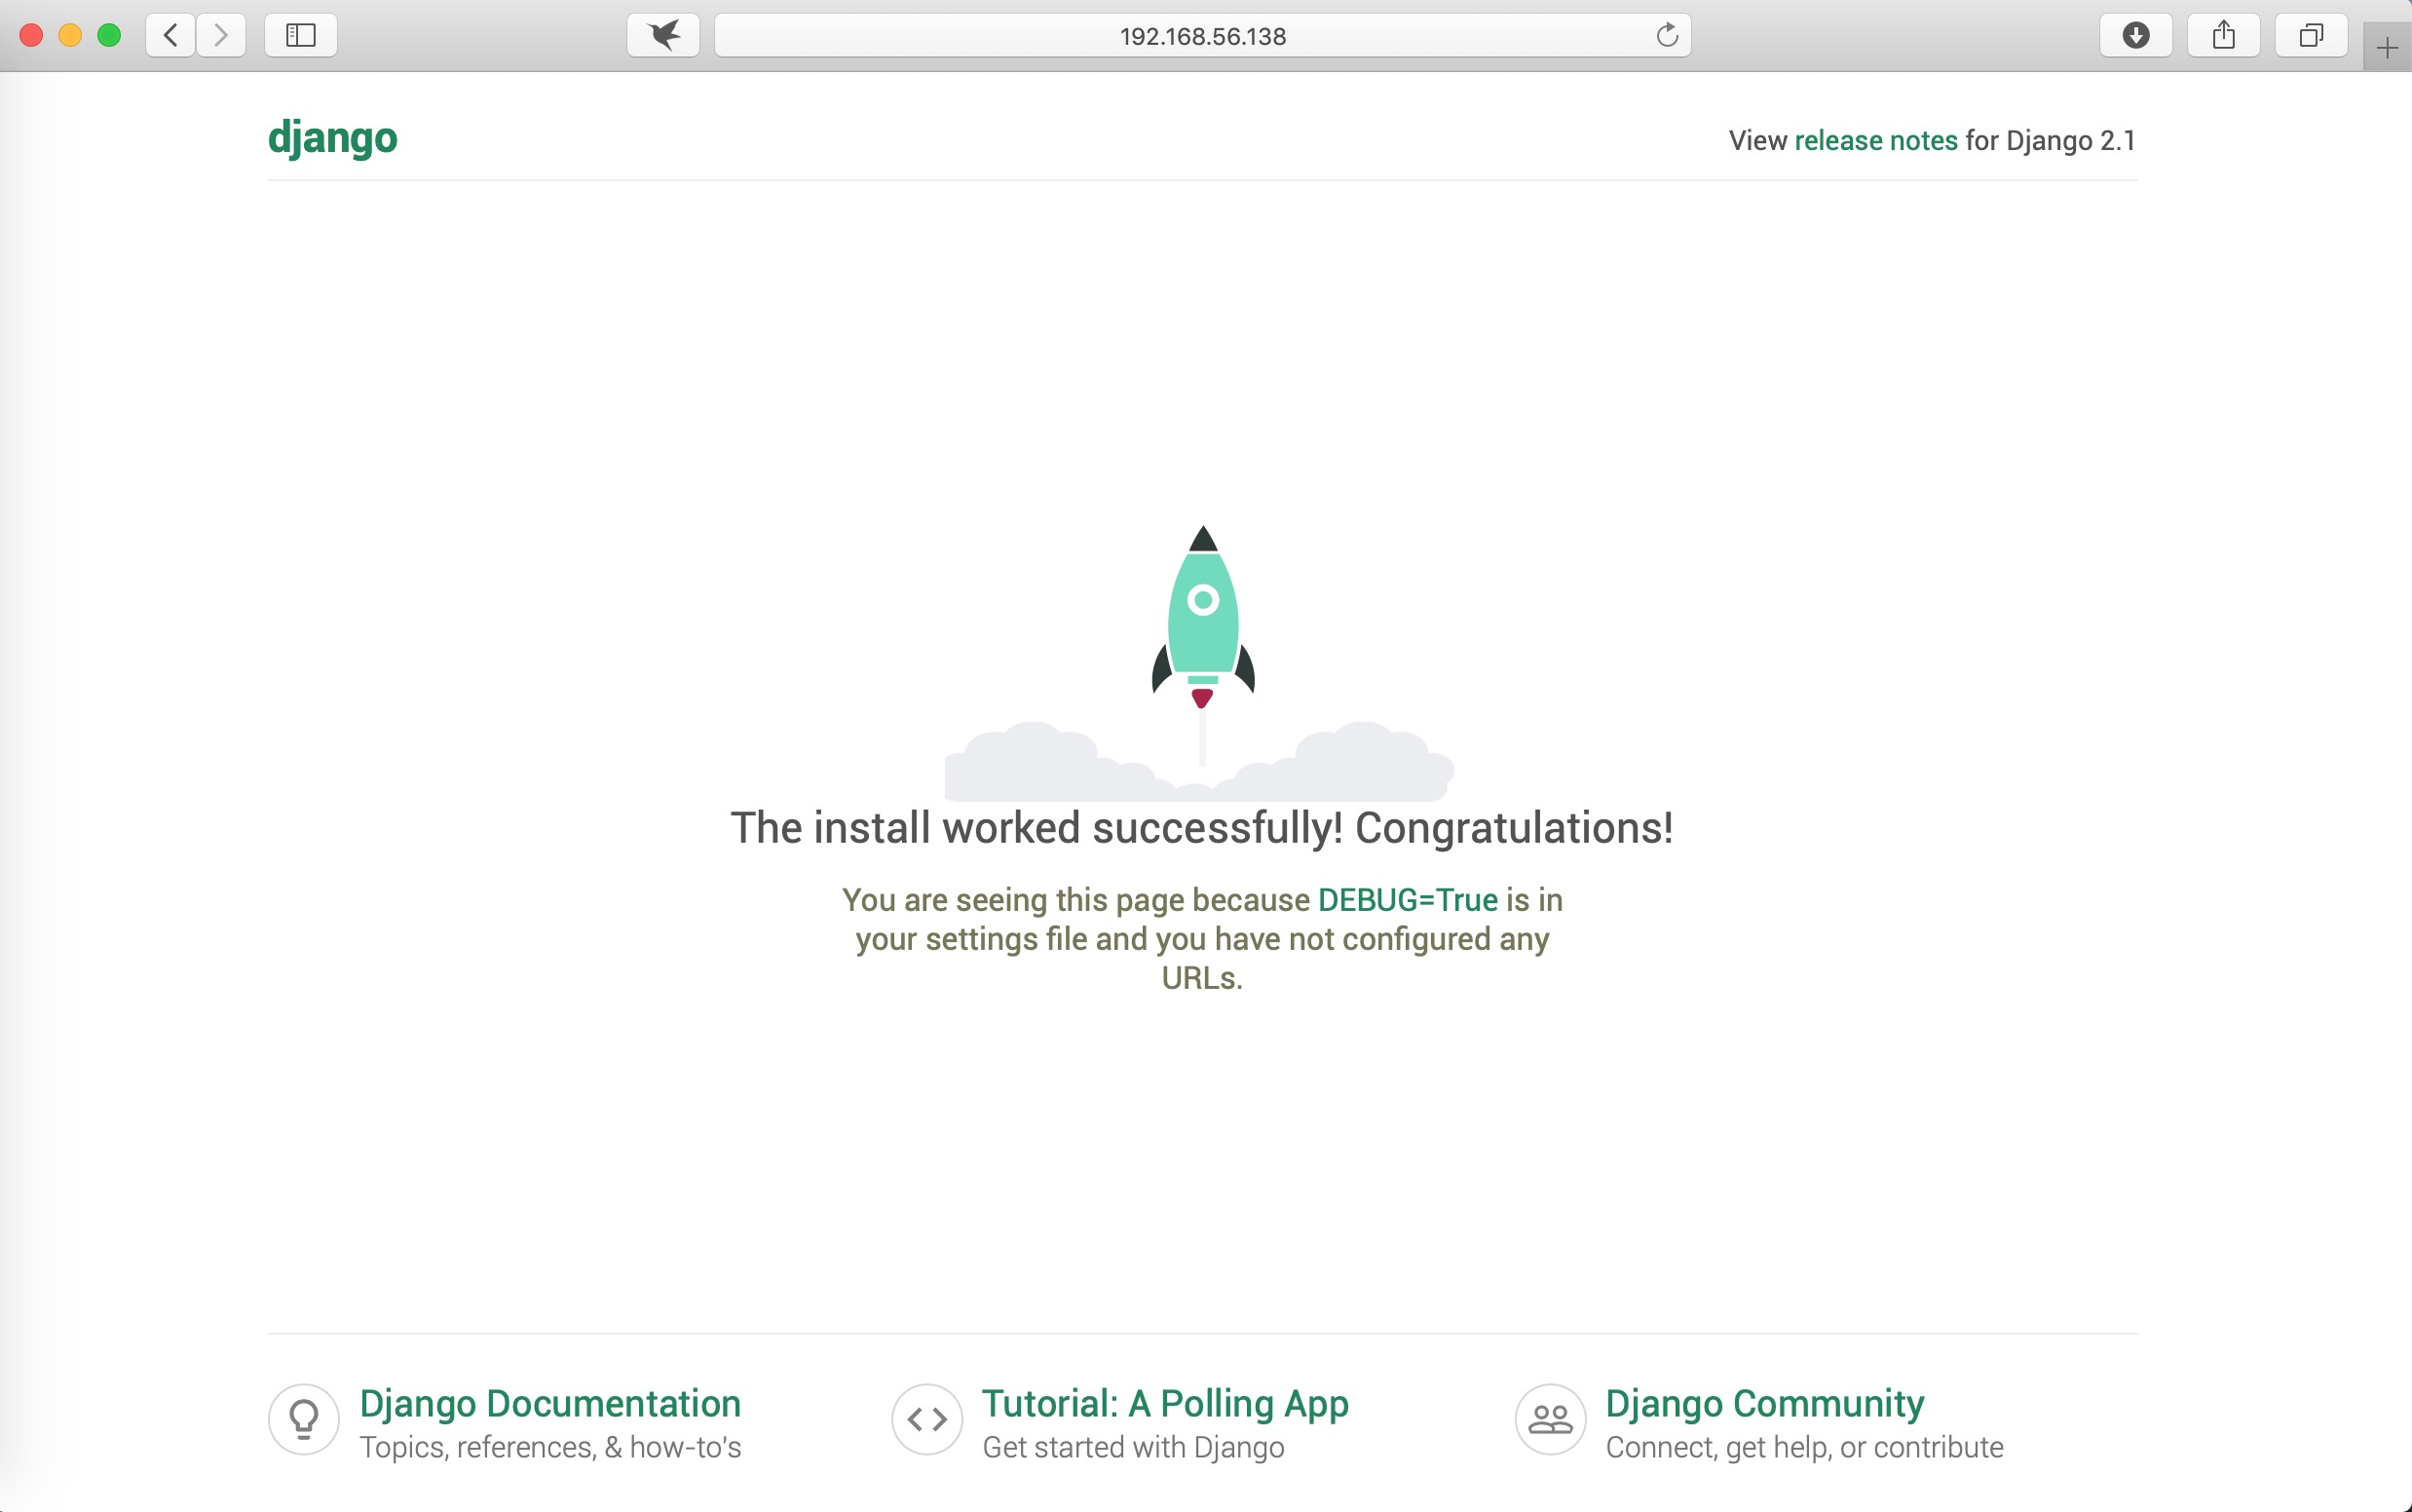 192.168.56.138
django
View release notes for Django 2.1
The install worked successfully! Congratulations!
You are seeing this page because DEBUG=True is in
your settings file and you have not configured any
URLs.
Django Documentation
Topics, references, & how-to's
Tutorial: A Polling App
Get started with Django
Django Community
Connect, get help, or contribute